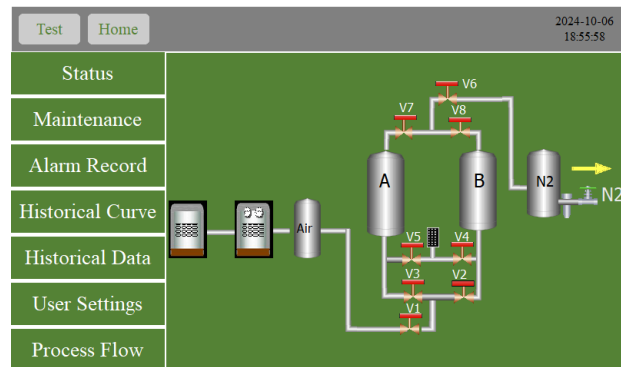 Test Home
2024-10-06
18:55:58
Status
Maintenance
Alarm Record
Historical Curve
Historical Data
User Settings
Process Flow
V6
V7
V8
A
B
N2
N2
Air
V5
V4
V3
V2
V1